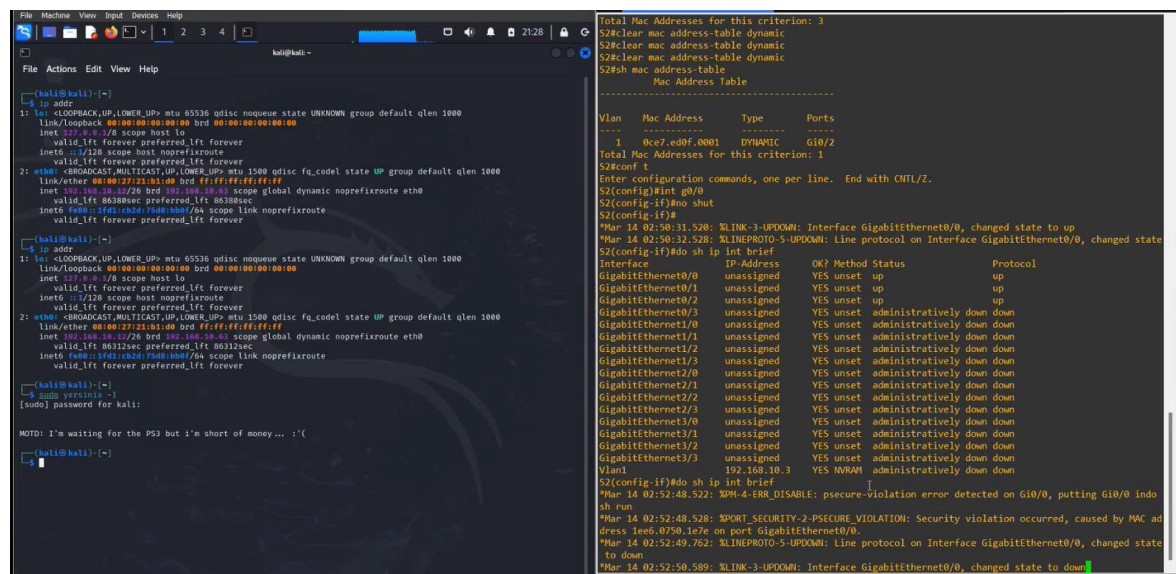 File Machine View Input Devices Help
1 2 3 4
21:28
kali@kali: ~
File Actions Edit View Help
(kali㉿kali)-[~]
$ ip addr
1: lo: <LOOPBACK,UP,LOWER_UP> mtu 65536 qdisc noqueue state UNKNOWN group default qlen 1000
link/loopback 00:00:00:00:00:00 brd 00:00:00:00:00:00
inet 127.0.0.1/8 scope host lo
valid_lft forever preferred_lft forever
inet6 ::1/128 scope host noprefixroute
valid_lft forever preferred_lft forever
2: eth0: <BROADCAST,MULTICAST,UP,LOWER_UP> mtu 1500 qdisc fq_codel state UP group default qlen 1000
link/ether 08:00:27:21:b1:d0 brd ff:ff:ff:ff:ff:ff
inet 192.168.10.12/26 brd 192.168.10.63 scope global dynamic noprefixroute eth0
valid_lft 86380sec preferred_lft 86380sec
inet6 fe80::1fd1:cb2d:75d8:bb0f/64 scope link noprefixroute
valid_lft forever preferred_lft forever
(kali㉿kali)-[~]
$ ip addr
1: lo: <LOOPBACK,UP,LOWER_UP> mtu 65536 qdisc noqueue state UNKNOWN group default qlen 1000
link/loopback 00:00:00:00:00:00 brd 00:00:00:00:00:00
inet 127.0.0.1/8 scope host lo
valid_lft forever preferred_lft forever
inet6 ::1/128 scope host noprefixroute
valid_lft forever preferred_lft forever
2: eth0: <BROADCAST,MULTICAST,UP,LOWER_UP> mtu 1500 qdisc fq_codel state UP group default qlen 1000
link/ether 08:00:27:21:b1:d0 brd ff:ff:ff:ff:ff:ff
inet 192.168.10.12/26 brd 192.168.10.63 scope global dynamic noprefixroute eth0
valid_lft 86312sec preferred_lft 86312sec
inet6 fe80::1fd1:cb2d:75d8:bb0f/64 scope link noprefixroute
valid_lft forever preferred_lft forever
(kali㉿kali)-[~]
$ sudo yersinia -I
[sudo] password for kali:
MOTD: I'm waiting for the PS3 but i'm short of money... :'(
(kali㉿kali)-[~]
$
Total Mac Addresses for this criterion: 3
S2#clear mac address-table dynamic
S2#clear mac address-table dynamic
S2#clear mac address-table dynamic
S2#sh mac address-table
Mac Address Table
-------------------------------------------
Vlan Mac Address Type Ports
---- ----------- -------- -----
1 0ce7.ed0f.0001 DYNAMIC Gi0/2
Total Mac Addresses for this criterion: 1
S2#conf t
Enter configuration commands, one per line. End with CNTL/Z.
S2(config)#int g0/0
S2(config-if)#no shut
S2(config-if)#
*Mar 14 02:50:31.520: %LINK-3-UPDOWN: Interface GigabitEthernet0/0, changed state to up
*Mar 14 02:50:32.528: %LINEPROTO-5-UPDOWN: Line protocol on Interface GigabitEthernet0/0, changed state
S2(config-if)#do sh ip int brief
Interface IP-Address OK? Method Status Protocol
GigabitEthernet0/0 unassigned YES unset up up
GigabitEthernet0/1 unassigned YES unset up up
GigabitEthernet0/2 unassigned YES unset up up
GigabitEthernet0/3 unassigned YES unset administratively down down
GigabitEthernet1/0 unassigned YES unset administratively down down
GigabitEthernet1/1 unassigned YES unset administratively down down
GigabitEthernet1/2 unassigned YES unset administratively down down
GigabitEthernet1/3 unassigned YES unset administratively down down
GigabitEthernet2/0 unassigned YES unset administratively down down
GigabitEthernet2/1 unassigned YES unset administratively down down
GigabitEthernet2/2 unassigned YES unset administratively down down
GigabitEthernet2/3 unassigned YES unset administratively down down
GigabitEthernet3/0 unassigned YES unset administratively down down
GigabitEthernet3/1 unassigned YES unset administratively down down
GigabitEthernet3/2 unassigned YES unset administratively down down
GigabitEthernet3/3 unassigned YES unset administratively down down
Vlan1 192.168.10.3 YES NVRAM administratively down down
S2(config-if)#do sh ip int brief
*Mar 14 02:52:48.522: %PM-4-ERR_DISABLE: psecure-violation error detected on Gi0/0, putting Gi0/0 indo
sh run
*Mar 14 02:52:48.528: %PORT_SECURITY-2-PSECURE_VIOLATION: Security violation occurred, caused by MAC ad
dress 1ee6.0750.1e7e on port GigabitEthernet0/0.
*Mar 14 02:52:49.762: %LINEPROTO-5-UPDOWN: Line protocol on Interface GigabitEthernet0/0, changed state
to down
*Mar 14 02:52:50.589: %LINK-3-UPDOWN: Interface GigabitEthernet0/0, changed state to down